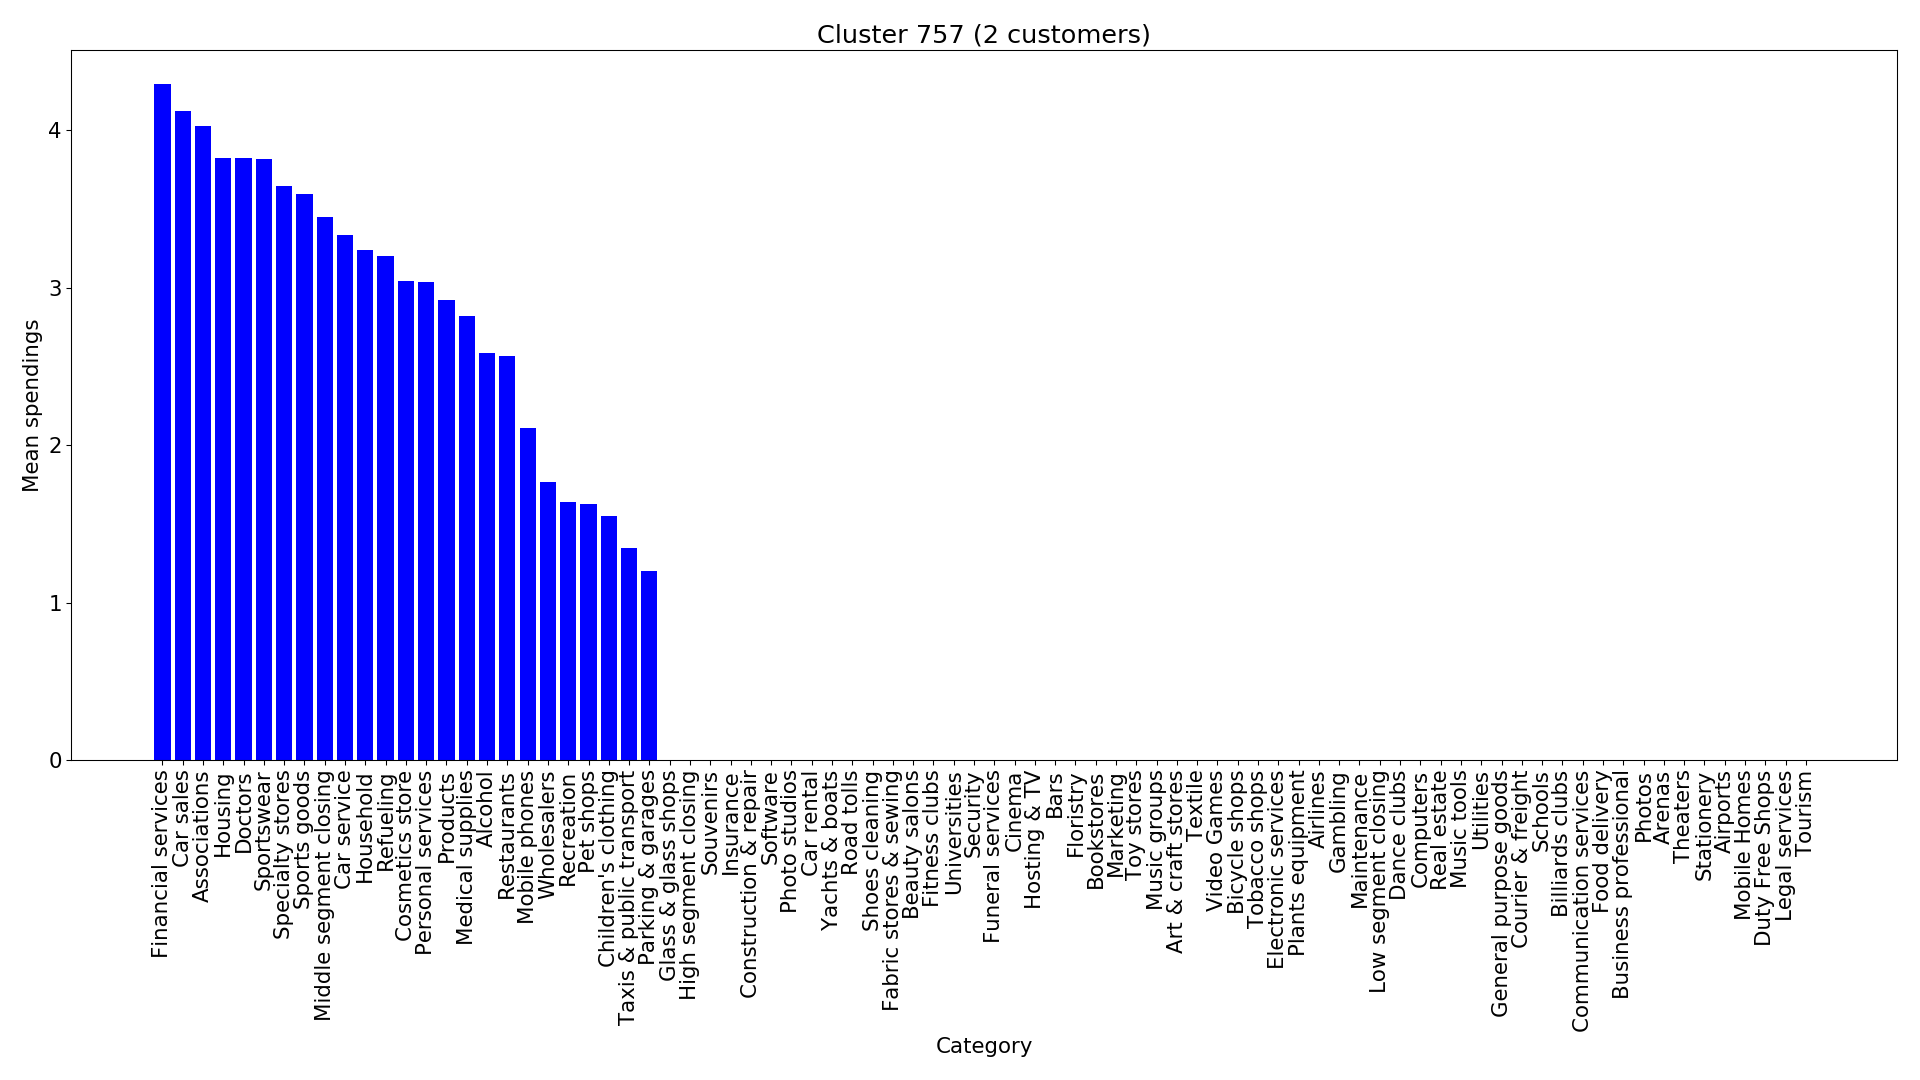 Cluster 757 (2 customers)
Mean spendings
4
3
2
1
0
Financial services
Car sales
Associations
Housing
Doctors
Sportswear
Specialty stores
Sports goods
Middle segment closing
Car service
Household
Refueling
Cosmetics store
Personal services
Products
Medical supplies
Alcohol
Restaurants
Mobile phones
Wholesalers
Recreation
Pet shops
Children's clothing
Taxis & public transport
Parking & garages
Glass & glass shops
High segment closing
Souvenirs
Insurance
Construction & repair
Software
Photo studios
Car rental
Yachts & boats
Road tolls
Shoes cleaning
Fabric stores & sewing
Beauty salons
Fitness clubs
Universities
Security
Funeral services
Cinema
Hosting & TV
Bars
Floristry
Bookstores
Marketing
Toy stores
Music groups
Art & craft stores
Textile
Video Games
Bicycle shops
Tobacco shops
Electronic services
Plants equipment
Airlines
Gambling
Maintenance
Low segment closing
Dance clubs
Computers
Real estate
Music tools
Utilities
General purpose goods
Courier & freight
Schools
Billiards clubs
Communication services
Food delivery
Business professional
Photos
Arenas
Theaters
Stationery
Airports
Mobile Homes
Duty Free Shops
Legal services
Tourism
Category